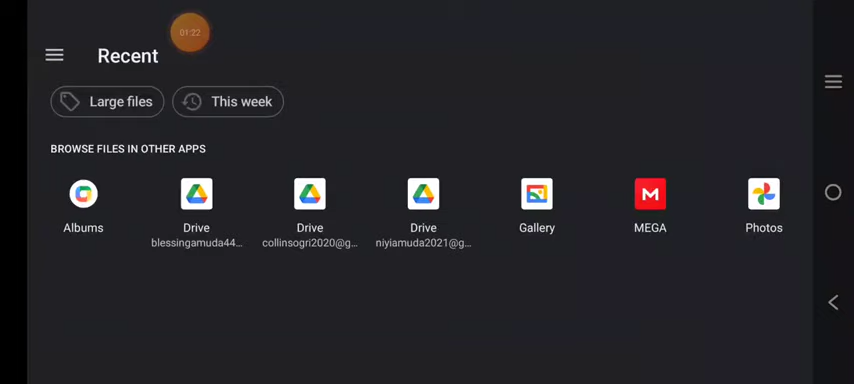 01:22
Recent
Large files
This week
BROWSE FILES IN OTHER APPS
Albums
Drive
blessingamuda44...
Drive
collinsogri2020@g...
Drive
niyiamuda2021@g...
Gallery
MEGA
Photos